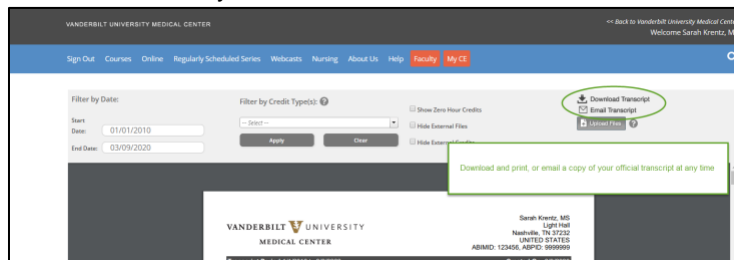 VANDERBILT UNIVERSITY MEDICAL CENTER
<< Back to Vanderbilt University Medical Cente
Welcome Sarah Krentz, M
Sign Out Courses Online Regularly Scheduled Series Webcasts Nursing About Us Help Faculty My CE
Filter by Date:
Start
Date: 01/01/2010
End Date: 03/09/2020
Filter by Credit Type(s):
-- Select --
Apply Clear
Show Zero Hour Credits
Hide External Files
Hide External Credits
Download Transcript
Email Transcript
Upload Files
Download and print, or email a copy of your official transcript at any time
VANDERBILT UNIVERSITY
MEDICAL CENTER
Sarah Krentz, MS
Light Hall
Nashville, TN 37232
UNITED STATES
ABIMID: 123456, ABPID: 9999999